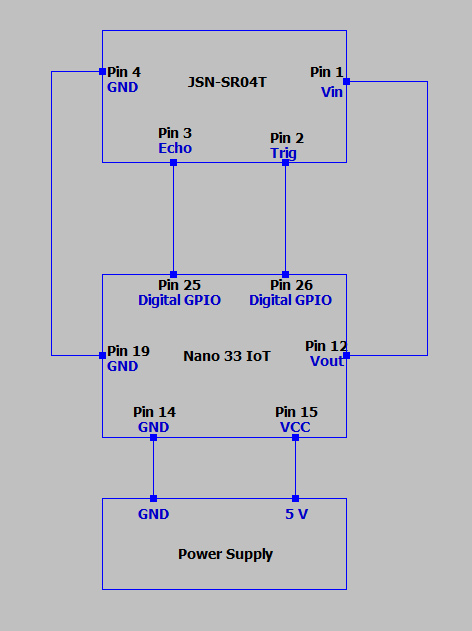 Pin 4
GND
JSN-SR04T
Pin 1
Vin
Pin 3
Echo
Pin 2
Trig
Pin 25
Digital GPIO
Pin 26
Digital GPIO
Pin 19
GND
Nano 33 IoT
Pin 12
Vout
Pin 14
GND
Pin 15
VCC
GND
5 V
Power Supply